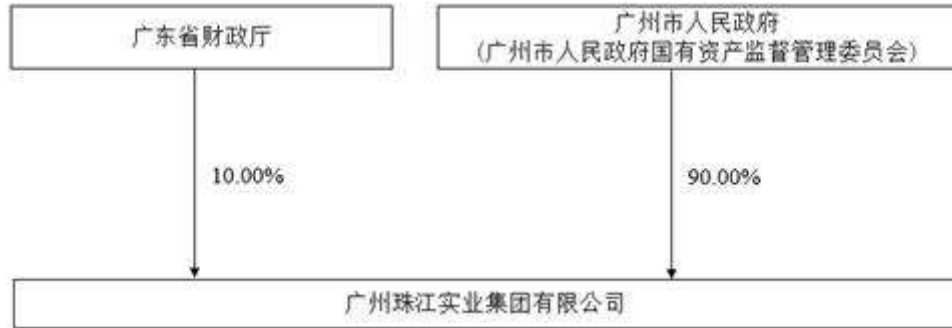 广东省财政厅
广州市人民政府
(广州市人民政府国有资产监督管理委员会)
10.00%
90.00%
广州珠江实业集团有限公司